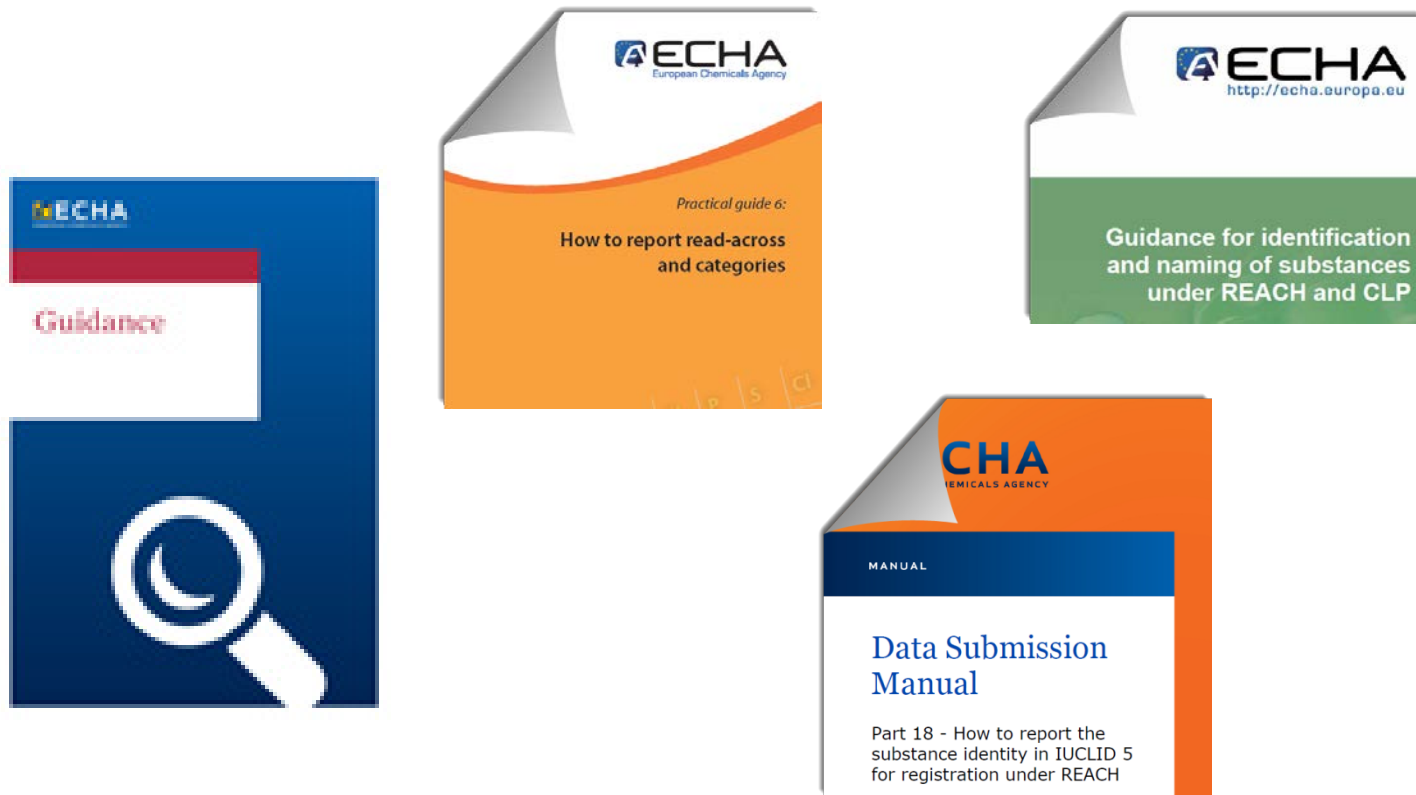 ECHA
Guidance
ECHA
European Chemicals Agency
Practical guide 6:
How to report read-across
and categories
P S Cl
ECHA
http://echa.europa.eu
Guidance for identification
and naming of substances
under REACH and CLP
CHA
EMICALS AGENCY
MANUAL
Data Submission
Manual
Part 18 - How to report the
substance identity in IUCLID 5
for registration under REACH